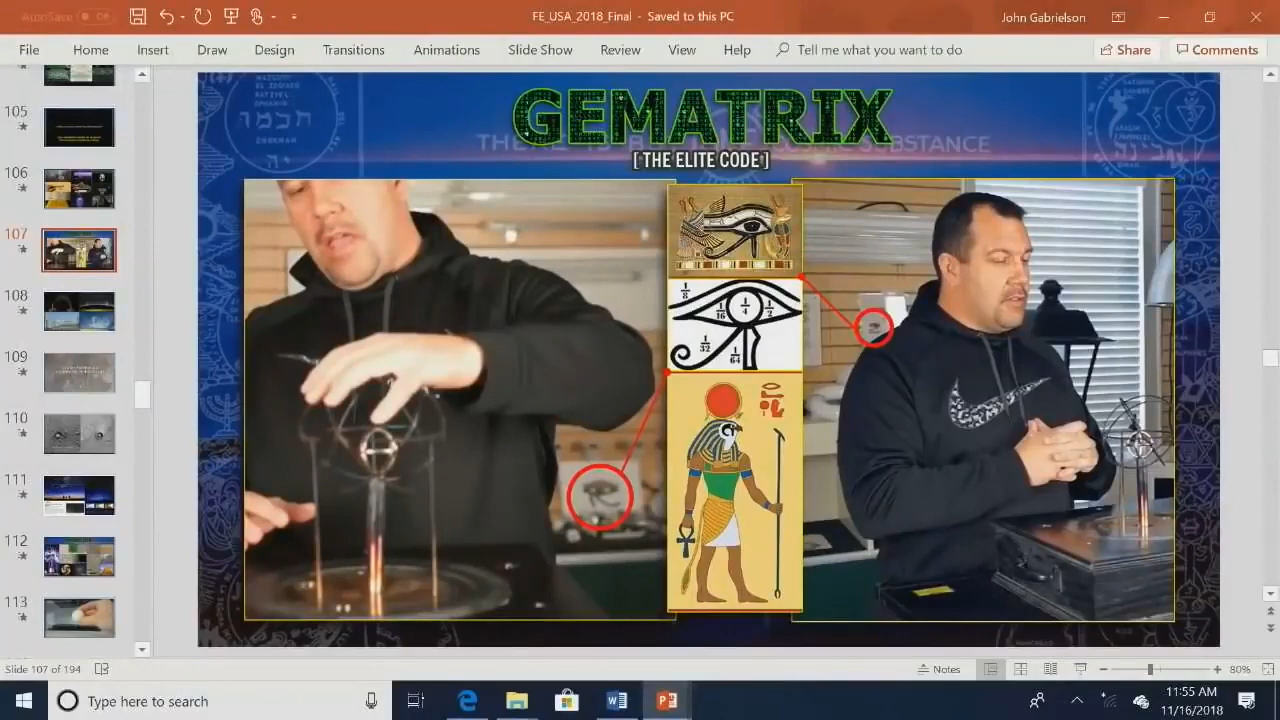 AutoSave Off
FE_USA_2018_Final - Saved to this PC
John Gabrielson
File Home Insert Draw Design Transitions Animations Slide Show Review View Help Tell me what you want to do Share Comments
GEMATRIX
SUBSTANCE
[ THE ELITE CODE ]
1/8
1/16
1/4
1/2
1/32
1/64
105
106
107
108
109
110
111
112
113
Slide 107 of 194
Notes
80%
Type here to search
11:55 AM
11/16/2018